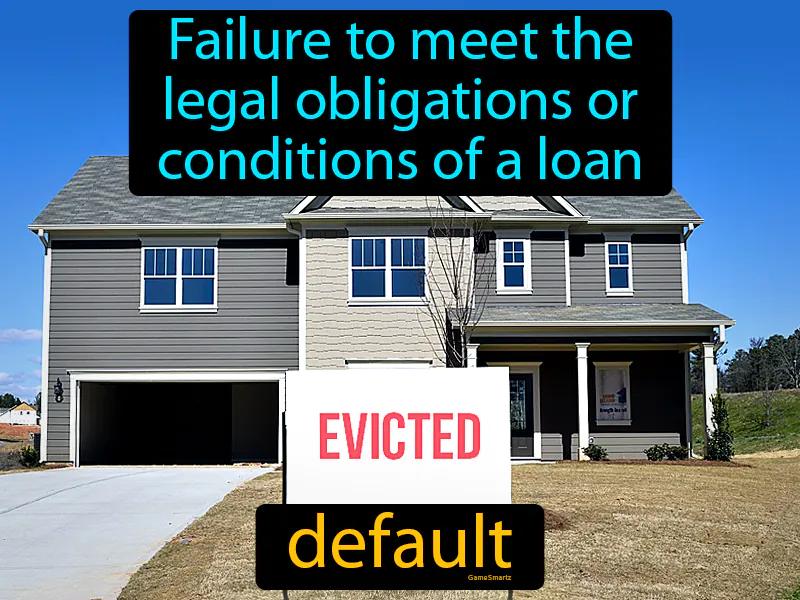 Failure to meet the
legal obligations or
conditions of a loan
EVICTED
default
GameSmartz